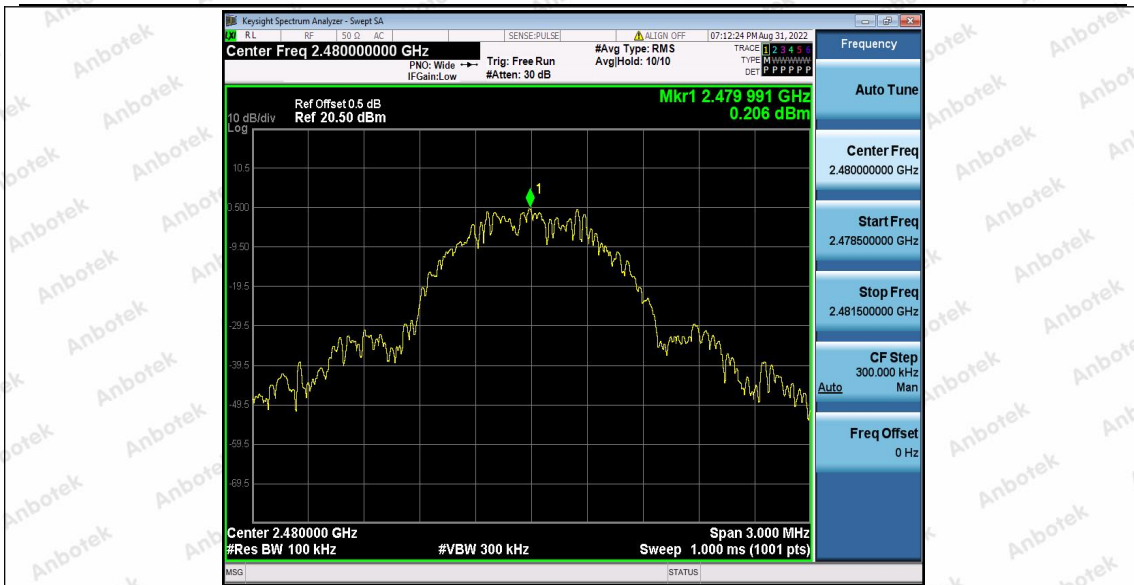 Keysight Spectrum Analyzer - Swept SA
LXI RL RF 50 Ω AC SENSE:PULSE ALIGN OFF 07:12:24 PM Aug 31, 2022
Center Freq 2.480000000 GHz
PNO: Wide
IFGain:Low
Trig: Free Run
#Atten: 30 dB
#Avg Type: RMS
Avg|Hold: 10/10
TRACE 1 2 3 4 5 6
TYPE M WWWWW
DET P P P P P P
Ref Offset 0.5 dB
10 dB/div Ref 20.50 dBm
Log
Mkr1 2.479 991 GHz
0.206 dBm
1
10.5
0.500
-9.50
-19.5
-29.5
-39.5
-49.5
-59.5
-69.5
Center 2.480000 GHz Span 3.000 MHz
#Res BW 100 kHz #VBW 300 kHz Sweep 1.000 ms (1001 pts)
MSG STATUS
Frequency
Auto Tune
Center Freq
2.480000000 GHz
Start Freq
2.478500000 GHz
Stop Freq
2.481500000 GHz
CF Step
300.000 kHz
Auto Man
Freq Offset
0 Hz
Anbotek